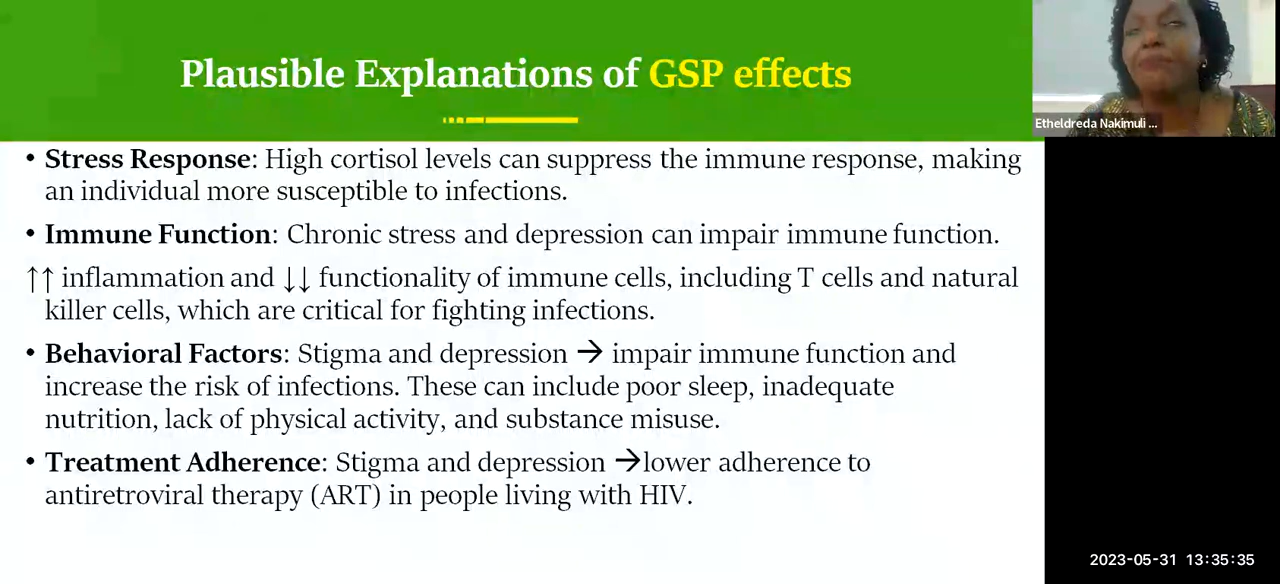 Plausible Explanations of GSP effects
Etheldreda Nakimuli ...
• Stress Response: High cortisol levels can suppress the immune response, making
an individual more susceptible to infections.
• Immune Function: Chronic stress and depression can impair immune function.
↑↑ inflammation and ↓↓ functionality of immune cells, including T cells and natural
killer cells, which are critical for fighting infections.
• Behavioral Factors: Stigma and depression → impair immune function and
increase the risk of infections. These can include poor sleep, inadequate
nutrition, lack of physical activity, and substance misuse.
• Treatment Adherence: Stigma and depression →lower adherence to
antiretroviral therapy (ART) in people living with HIV.
2023-05-31 13:35:35